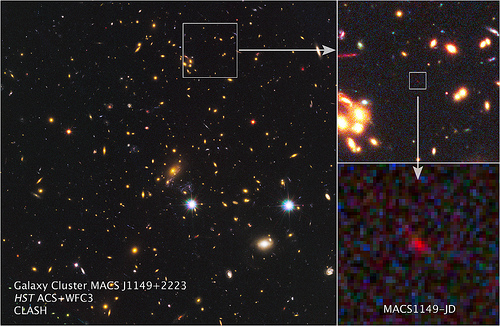 Galaxy Cluster MACS J1149+2223
HST ACS+WFC3
CLASH
MACS1149-JD